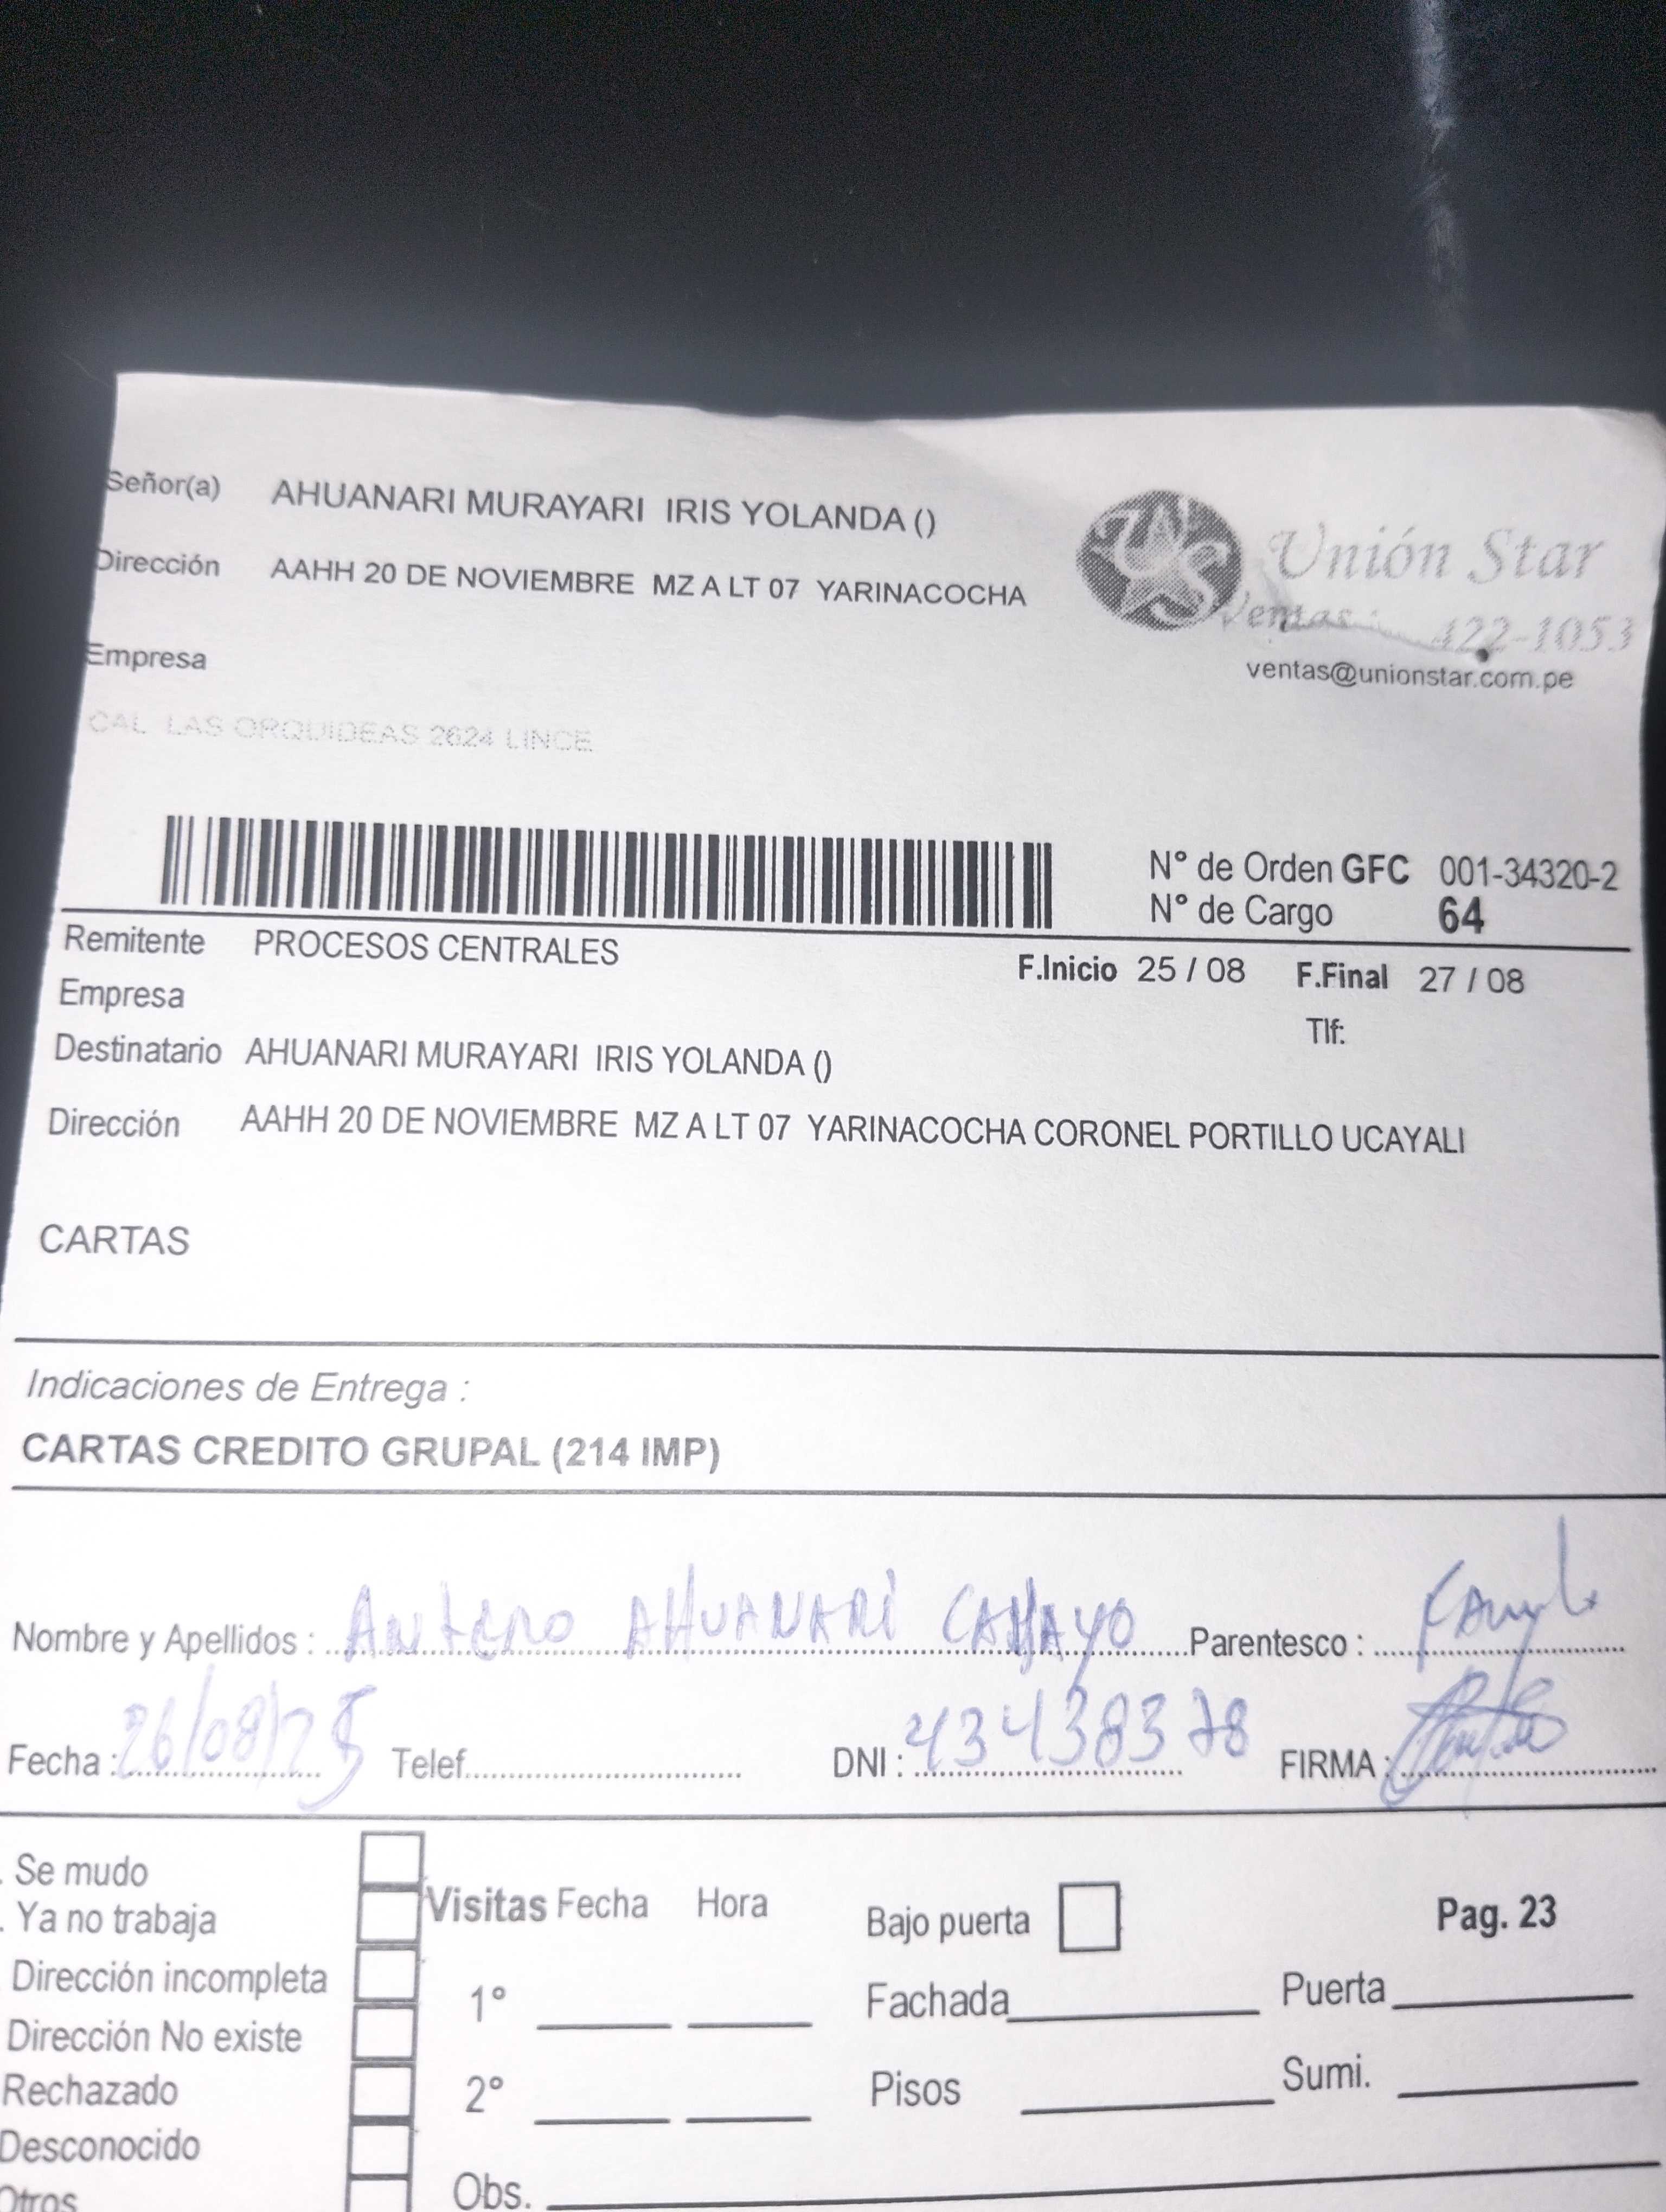 Señor(a) AHUANARI MURAYARI IRIS YOLANDA ()
Dirección AAHH 20 DE NOVIEMBRE MZ A LT 07 YARINACOCHA
Unión Star
Ventas : 422-1053
ventas@unionstar.com.pe
Empresa
CAL LAS ORQUIDEAS 2624 LINCE
N° de Orden GFC 001-34320-2
N° de Cargo 64
Remitente PROCESOS CENTRALES
F.Inicio 25 / 08 F.Final 27 / 08
Empresa
Tlf:
Destinatario AHUANARI MURAYARI IRIS YOLANDA ()
Dirección AAHH 20 DE NOVIEMBRE MZ A LT 07 YARINACOCHA CORONEL PORTILLO UCAYALI
CARTAS
Indicaciones de Entrega :
CARTAS CREDITO GRUPAL (214 IMP)
Nombre y Apellidos : Antero AHUANARI CAHAYO Parentesco :
Fecha : 26/08/25 Telef. DNI : 43438378 FIRMA :
. Se mudo
. Ya no trabaja
Dirección incompleta
Dirección No existe
Rechazado
Desconocido
Otros
Visitas Fecha Hora
1°
2°
Obs.
Bajo puerta
Fachada
Pisos
Pag. 23
Puerta
Sumi.